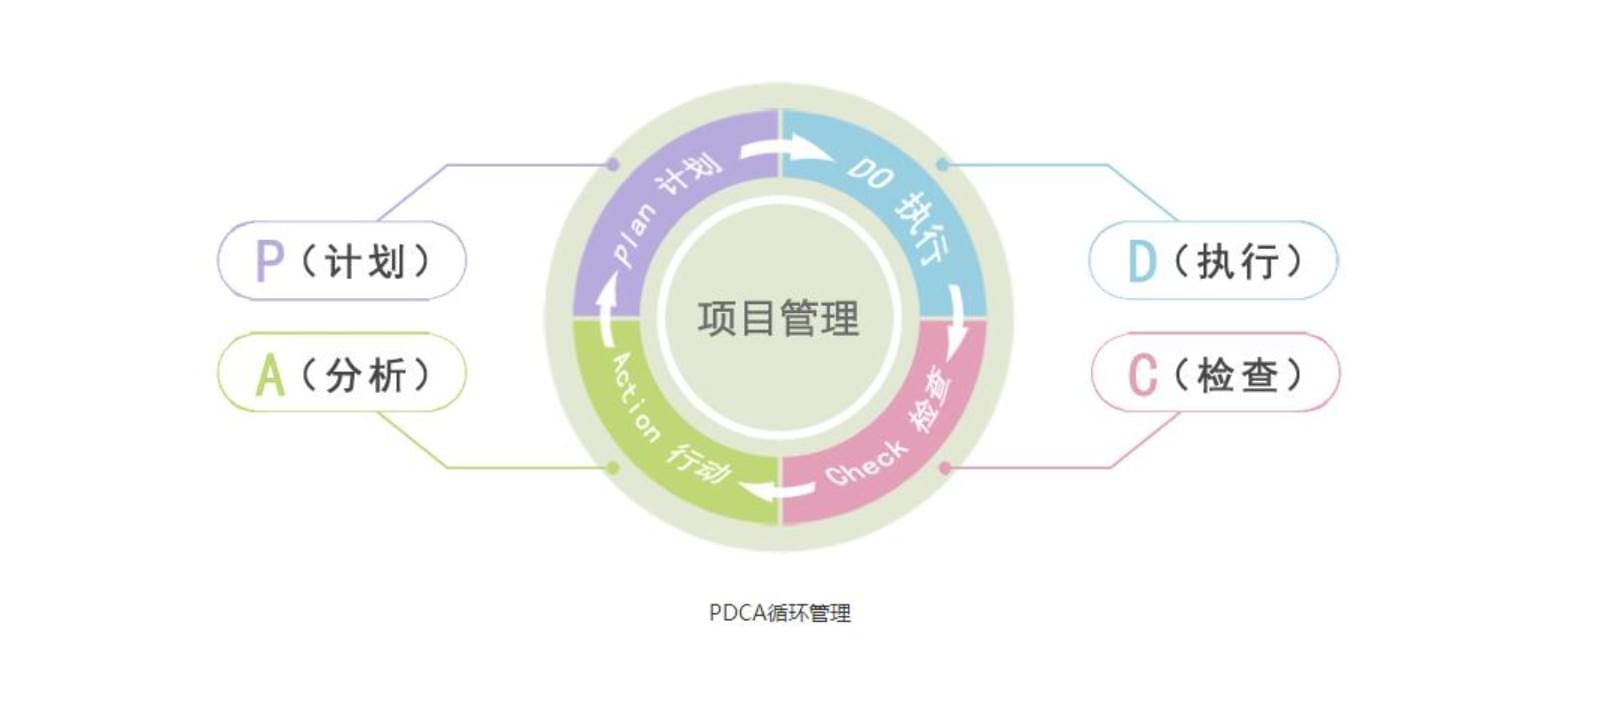 Plan 计划
DO 执行
P（计划）
D（执行）
项目管理
A（分析）
C（检查）
Action 行动
Check 检查
PDCA循环管理